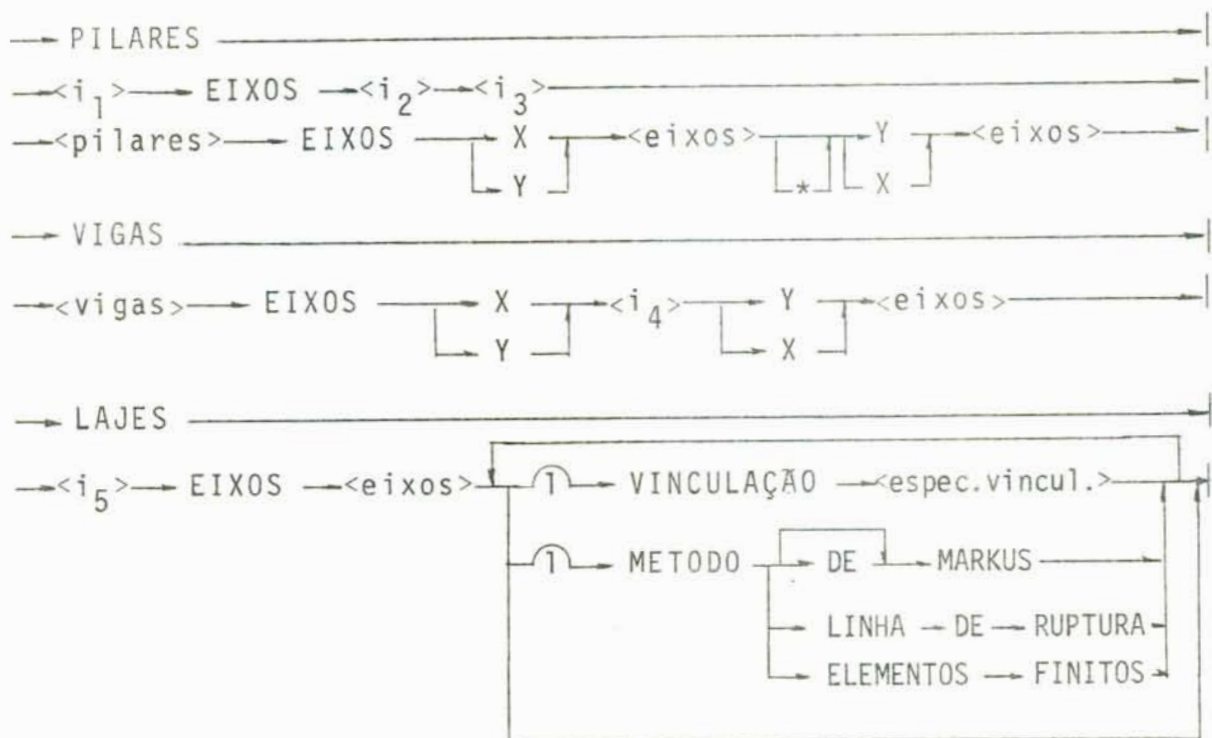 PILARES
<i1> EIXOS <i2> <i3>
<pilares> EIXOS X <eixos> Y <eixos>
Y * X
VIGAS
<vigas> EIXOS X <i4> Y <eixos>
Y X
LAJES
<i5> EIXOS <eixos> 1 VINCULAÇÃO <espec.vincul.>
1 METODO DE MARKUS
LINHA DE RUPTURA
ELEMENTOS FINITOS